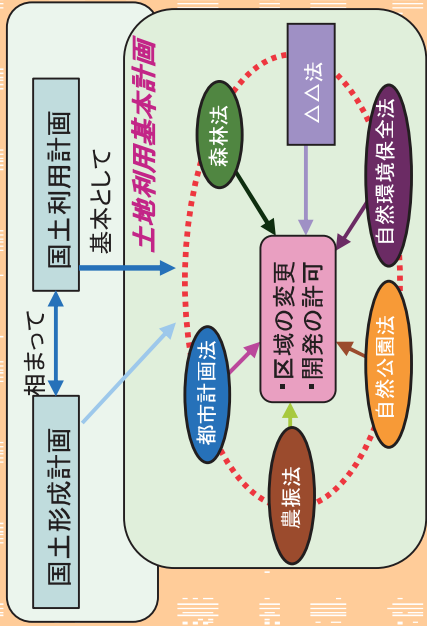 国土形成計画
相まって
国土利用計画
基本として
土地利用基本計画
都市計画法
森林法
△△法
農振法
・区域の変更
・開発の許可
自然公園法
自然環境保全法